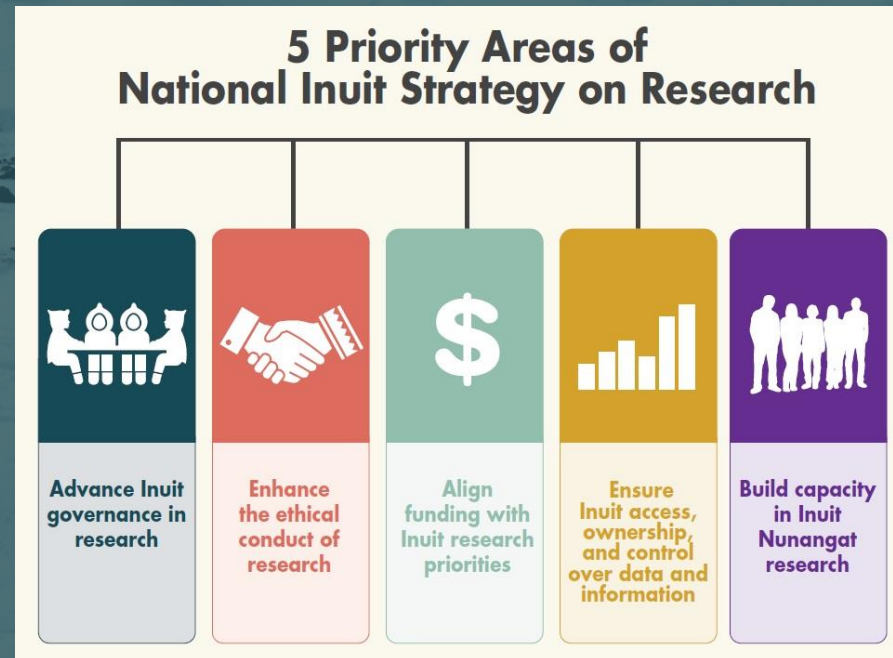 5 Priority Areas of
National Inuit Strategy on Research
Advance Inuit
governance in
research
Enhance
the ethical
conduct of
research
Align
funding with
Inuit research
priorities
Ensure
Inuit access,
ownership,
and control
over data and
information
Build capacity
in Inuit
Nunangat
research